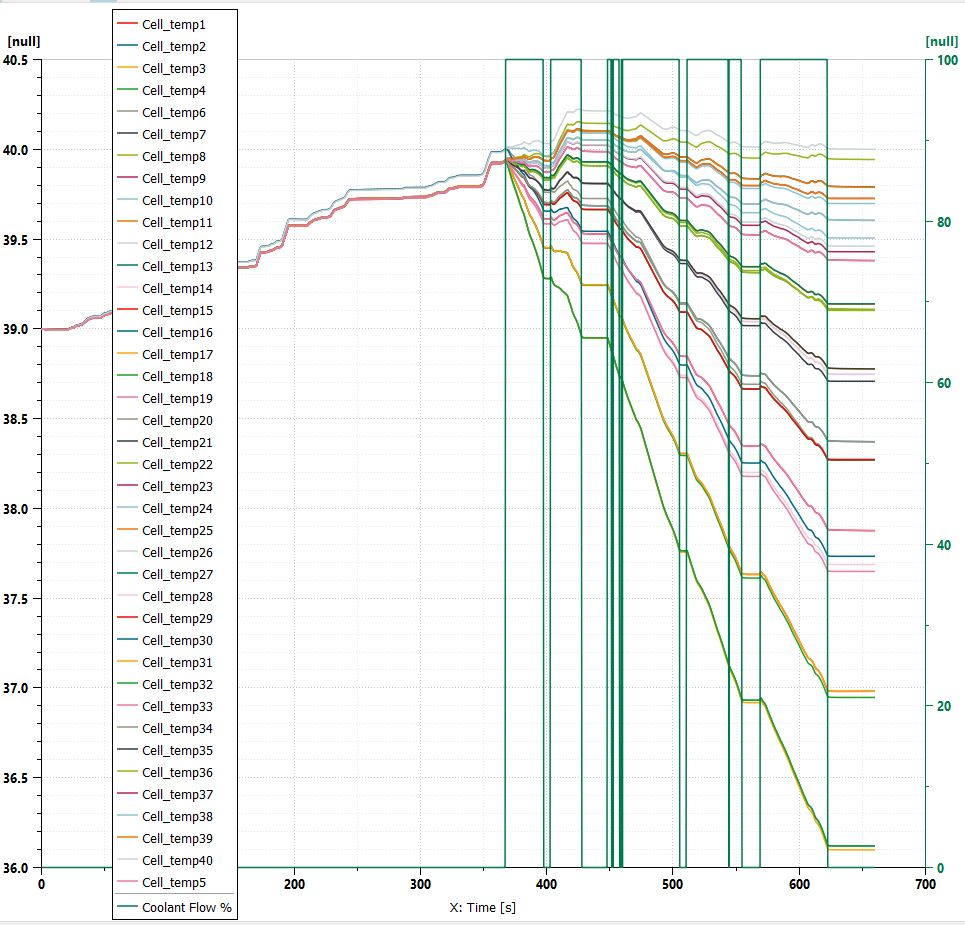 [null]
[null]
40.5
40.0
39.5
39.0
38.5
38.0
37.5
37.0
36.5
36.0
Cell_temp1
Cell_temp2
Cell_temp3
Cell_temp4
Cell_temp6
Cell_temp7
Cell_temp8
Cell_temp9
Cell_temp10
Cell_temp11
Cell_temp12
Cell_temp13
Cell_temp14
Cell_temp15
Cell_temp16
Cell_temp17
Cell_temp18
Cell_temp19
Cell_temp20
Cell_temp21
Cell_temp22
Cell_temp23
Cell_temp24
Cell_temp25
Cell_temp26
Cell_temp27
Cell_temp28
Cell_temp29
Cell_temp30
Cell_temp31
Cell_temp32
Cell_temp33
Cell_temp34
Cell_temp35
Cell_temp36
Cell_temp37
Cell_temp38
Cell_temp39
Cell_temp40
Cell_temp5
Coolant Flow %
100
80
60
40
20
0
0 200 300 400 500 600 700
X: Time [s]